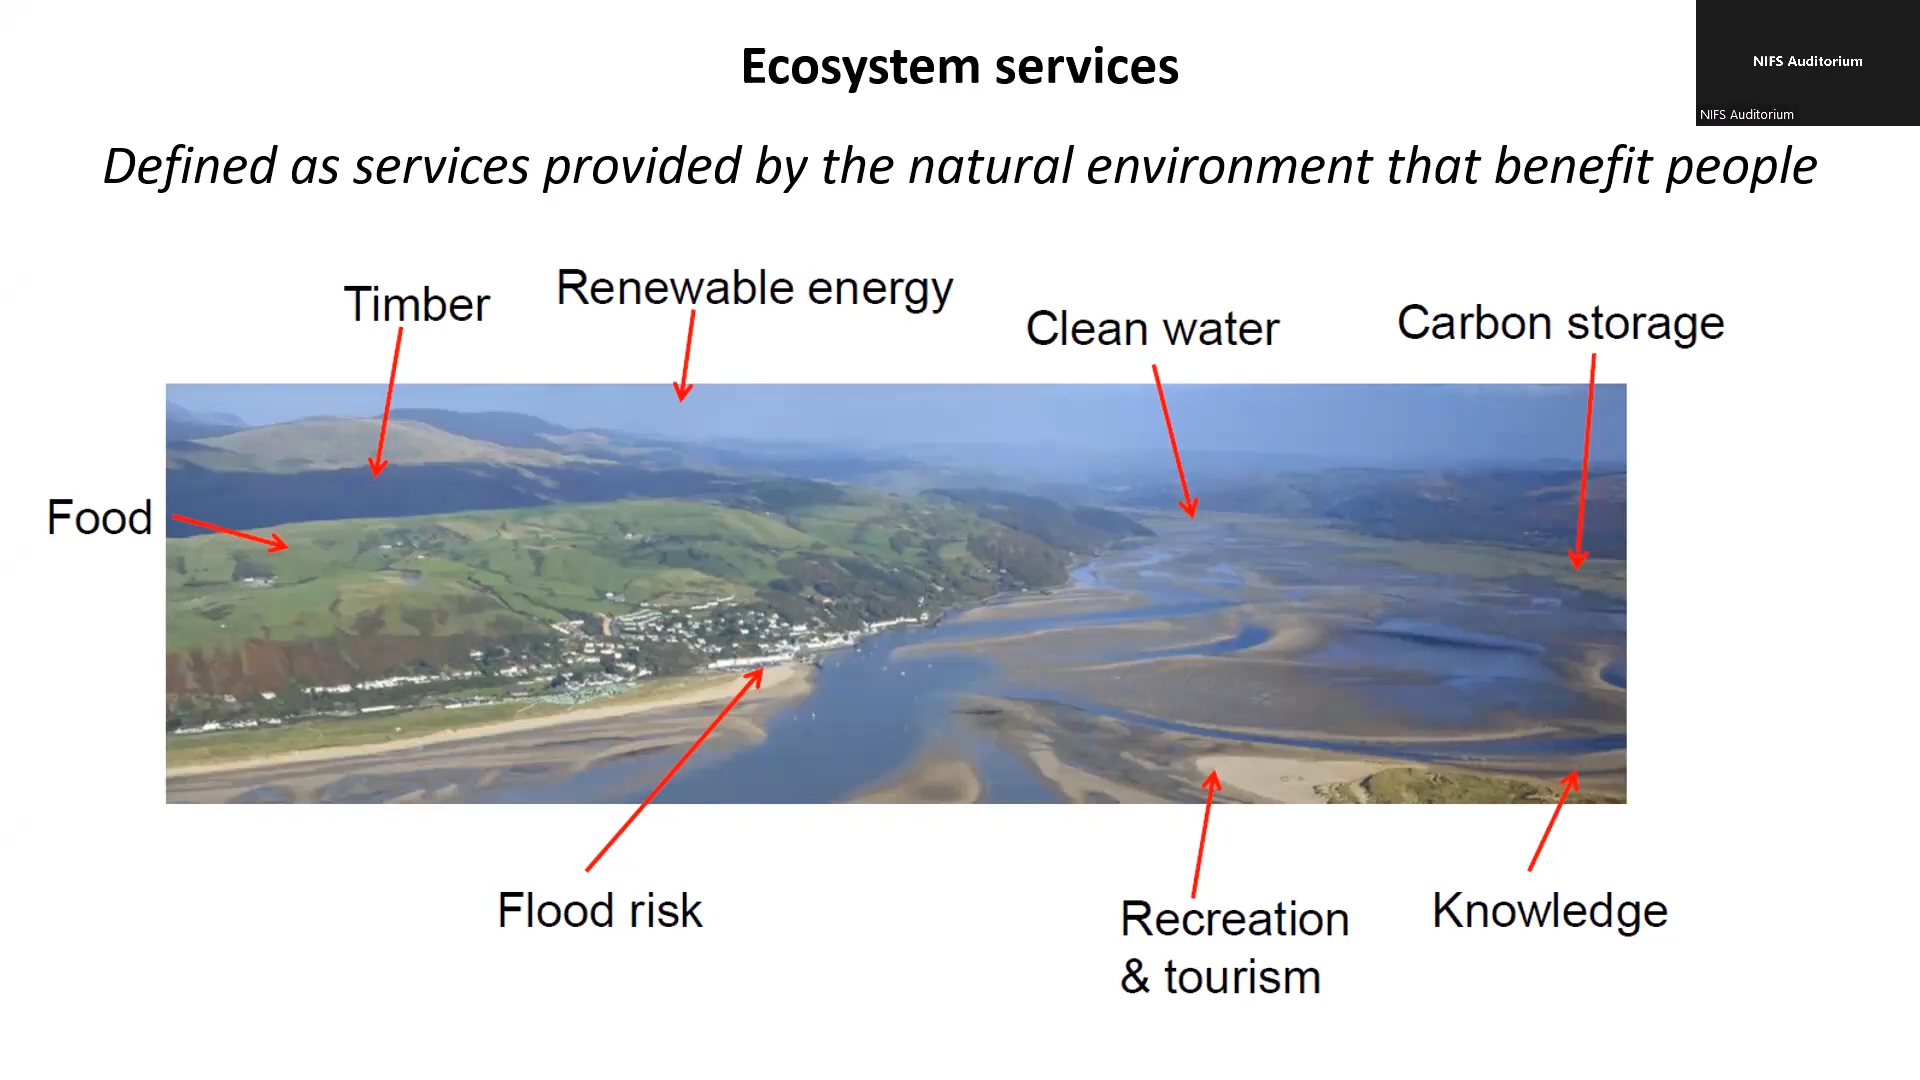 Ecosystem services
NIFS Auditorium
NIFS Auditorium
Defined as services provided by the natural environment that benefit people
Timber
Renewable energy
Clean water
Carbon storage
Food
Flood risk
Recreation
& tourism
Knowledge